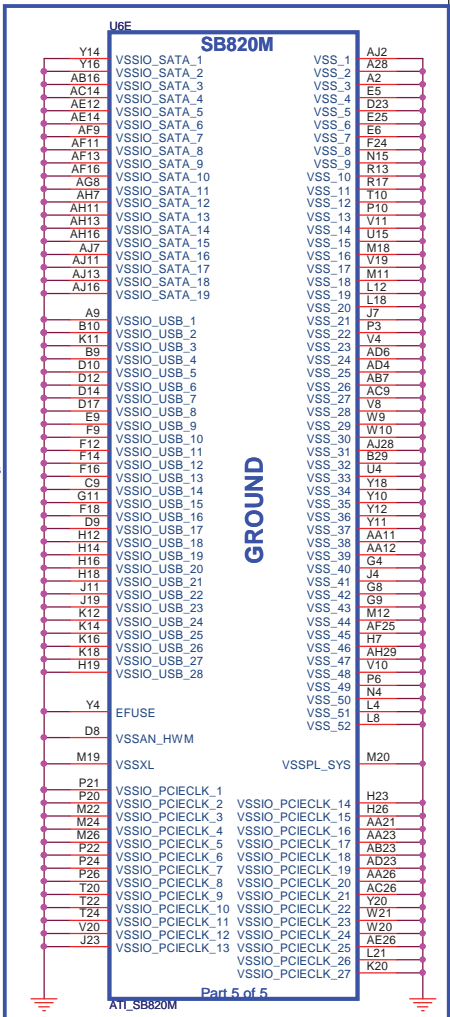 U6E
SB820M
Y14 VSSIO_SATA_1
Y16 VSSIO_SATA_2
AB16 VSSIO_SATA_3
AC14 VSSIO_SATA_4
AE12 VSSIO_SATA_5
AE14 VSSIO_SATA_6
AF9 VSSIO_SATA_7
AF11 VSSIO_SATA_8
AF13 VSSIO_SATA_9
AF16 VSSIO_SATA_10
AG8 VSSIO_SATA_11
AH7 VSSIO_SATA_12
AH11 VSSIO_SATA_13
AH13 VSSIO_SATA_14
AH16 VSSIO_SATA_15
AJ7 VSSIO_SATA_16
AJ11 VSSIO_SATA_17
AJ13 VSSIO_SATA_18
AJ16 VSSIO_SATA_19
A9 VSSIO_USB_1
B10 VSSIO_USB_2
K11 VSSIO_USB_3
B9 VSSIO_USB_4
D10 VSSIO_USB_5
D12 VSSIO_USB_6
D14 VSSIO_USB_7
D17 VSSIO_USB_8
E9 VSSIO_USB_9
F9 VSSIO_USB_10
F12 VSSIO_USB_11
F14 VSSIO_USB_12
F16 VSSIO_USB_13
C9 VSSIO_USB_14
G11 VSSIO_USB_15
F18 VSSIO_USB_16
D9 VSSIO_USB_17
H12 VSSIO_USB_18
H14 VSSIO_USB_19
H16 VSSIO_USB_20
H18 VSSIO_USB_21
J11 VSSIO_USB_22
J19 VSSIO_USB_23
K12 VSSIO_USB_24
K14 VSSIO_USB_25
K16 VSSIO_USB_26
K18 VSSIO_USB_27
H19 VSSIO_USB_28
Y4 EFUSE
D8 VSSAN_HWM
M19 VSSXL
P21 VSSIO_PCIECLK_1
P20 VSSIO_PCIECLK_2
M22 VSSIO_PCIECLK_3
M24 VSSIO_PCIECLK_4
M26 VSSIO_PCIECLK_5
P22 VSSIO_PCIECLK_6
P24 VSSIO_PCIECLK_7
P26 VSSIO_PCIECLK_8
T20 VSSIO_PCIECLK_9
T22 VSSIO_PCIECLK_10
T24 VSSIO_PCIECLK_11
V20 VSSIO_PCIECLK_12
J23 VSSIO_PCIECLK_13
GROUND
VSS_1 AJ2
VSS_2 A28
VSS_3 A2
VSS_4 E5
VSS_5 D23
VSS_6 E25
VSS_7 E6
VSS_8 F24
VSS_9 N15
VSS_10 R13
VSS_11 R17
VSS_12 T10
VSS_13 P10
VSS_14 V11
VSS_15 U15
VSS_16 M18
VSS_17 V19
VSS_18 M11
VSS_19 L12
VSS_20 L18
VSS_21 J7
VSS_22 P3
VSS_23 V4
VSS_24 AD6
VSS_25 AD4
VSS_26 AB7
VSS_27 AC9
VSS_28 V8
VSS_29 W9
VSS_30 W10
VSS_31 AJ28
VSS_32 B29
VSS_33 U4
VSS_34 Y18
VSS_35 Y10
VSS_36 Y12
VSS_37 Y11
VSS_38 AA11
VSS_39 AA12
VSS_40 G4
VSS_41 J4
VSS_42 G8
VSS_43 G9
VSS_44 M12
VSS_45 AF25
VSS_46 H7
VSS_47 AH29
VSS_48 V10
VSS_49 P6
VSS_50 N4
VSS_51 L4
VSS_52 L8
VSSPL_SYS M20
VSSIO_PCIECLK_14 H23
VSSIO_PCIECLK_15 H26
VSSIO_PCIECLK_16 AA21
VSSIO_PCIECLK_17 AA23
VSSIO_PCIECLK_18 AB23
VSSIO_PCIECLK_19 AD23
VSSIO_PCIECLK_20 AA26
VSSIO_PCIECLK_21 AC26
VSSIO_PCIECLK_22 Y20
VSSIO_PCIECLK_23 W21
VSSIO_PCIECLK_24 W20
VSSIO_PCIECLK_25 AE26
VSSIO_PCIECLK_26 L21
VSSIO_PCIECLK_27 K20
Part 5 of 5
ATI_SB820M